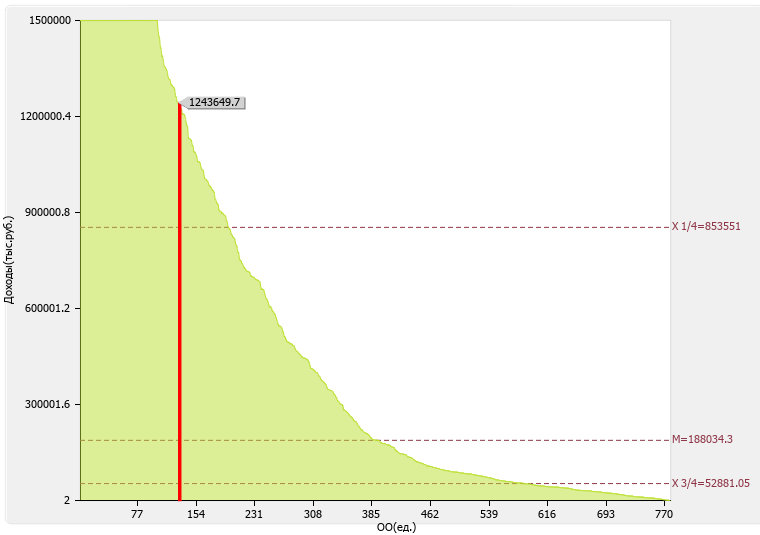 1500000
1243649.7
1200000.4
900000.8
X 1/4=853551
Доходы(тыс.руб.)
600001.2
300001.6
M=188034.3
X 3/4=52881.05
2
77 154 231 308 385 462 539 616 693 770
ОО(ед.)